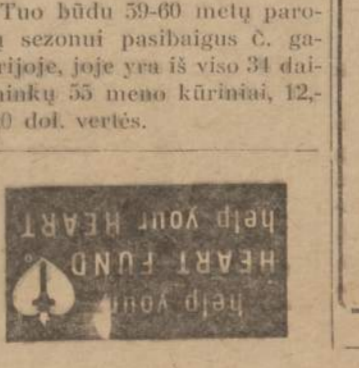 Tuo būdu 59-60 metų paro-
ų sezonui pasibaigus Č. ga-
rijoje, joje yra iš viso 34 dai-
ninkų 55 meno kūriniai, 12,-
0 dol. vertės.
help your
HEART FUND
help your HEART